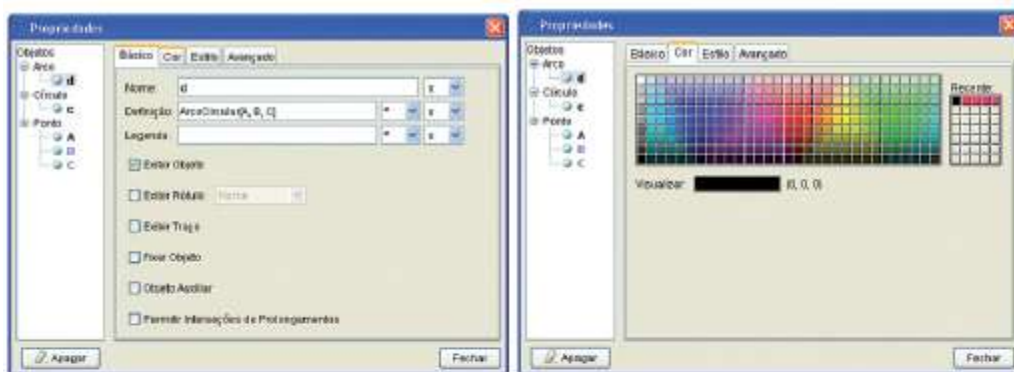 Propriedades
Objetos
Arco
d
Círculo
c
Ponto
A
B
C
Básico Cor Estilo Avançado
Nome: d
Definição: ArcoCircular[A, B, C]
Legenda:
Exibir Objeto
Exibir Rótulo: Nome
Exibir Traço
Fixar Objeto
Objeto Auxiliar
Permitir Interseções de Prolongamentos
Apagar
Fechar
Propriedades
Objetos
Arco
d
Círculo
c
Ponto
A
B
C
Básico Cor Estilo Avançado
Recente:
Visualizar: (0, 0, 0)
Apagar
Fechar